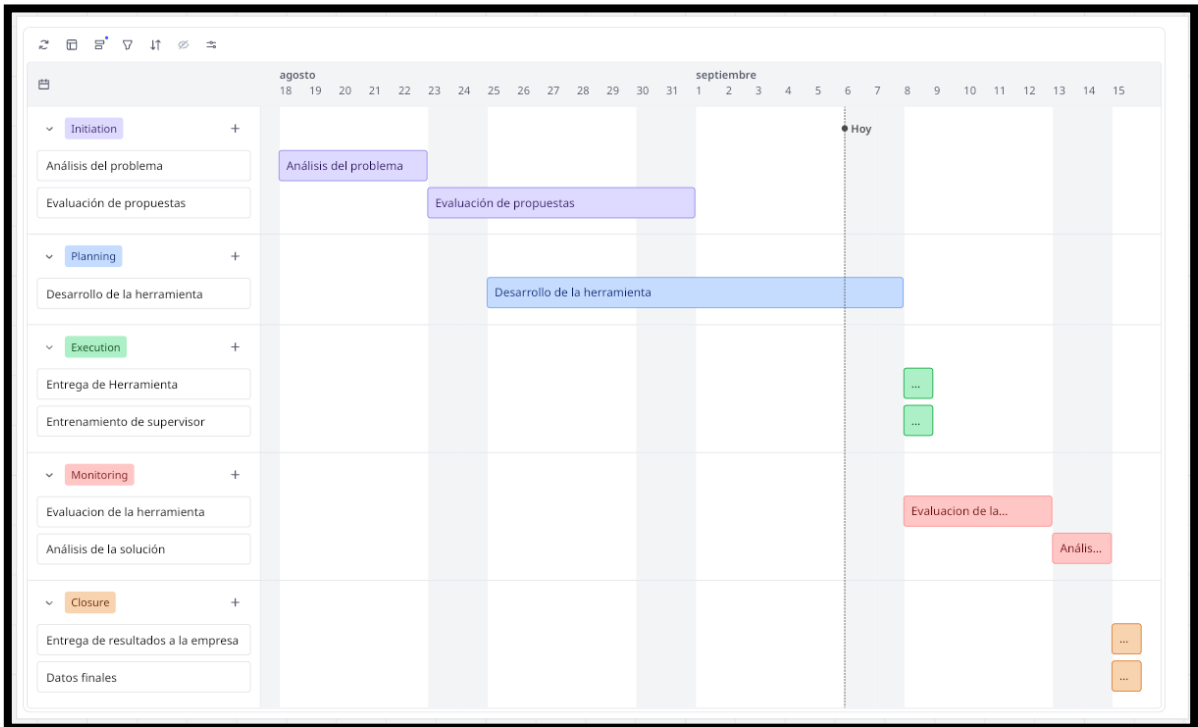 agosto septiembre
18 19 20 21 22 23 24 25 26 27 28 29 30 31 1 2 3 4 5 6 7 8 9 10 11 12 13 14 15
Initiation + Hoy
Análisis del problema Análisis del problema
Evaluación de propuestas Evaluación de propuestas
Planning +
Desarrollo de la herramienta Desarrollo de la herramienta
Execution +
Entrega de Herramienta ...
Entrenamiento de supervisor ...
Monitoring +
Evaluacion de la herramienta Evaluacion de la...
Análisis de la solución Anális...
Closure +
Entrega de resultados a la empresa ...
Datos finales ...